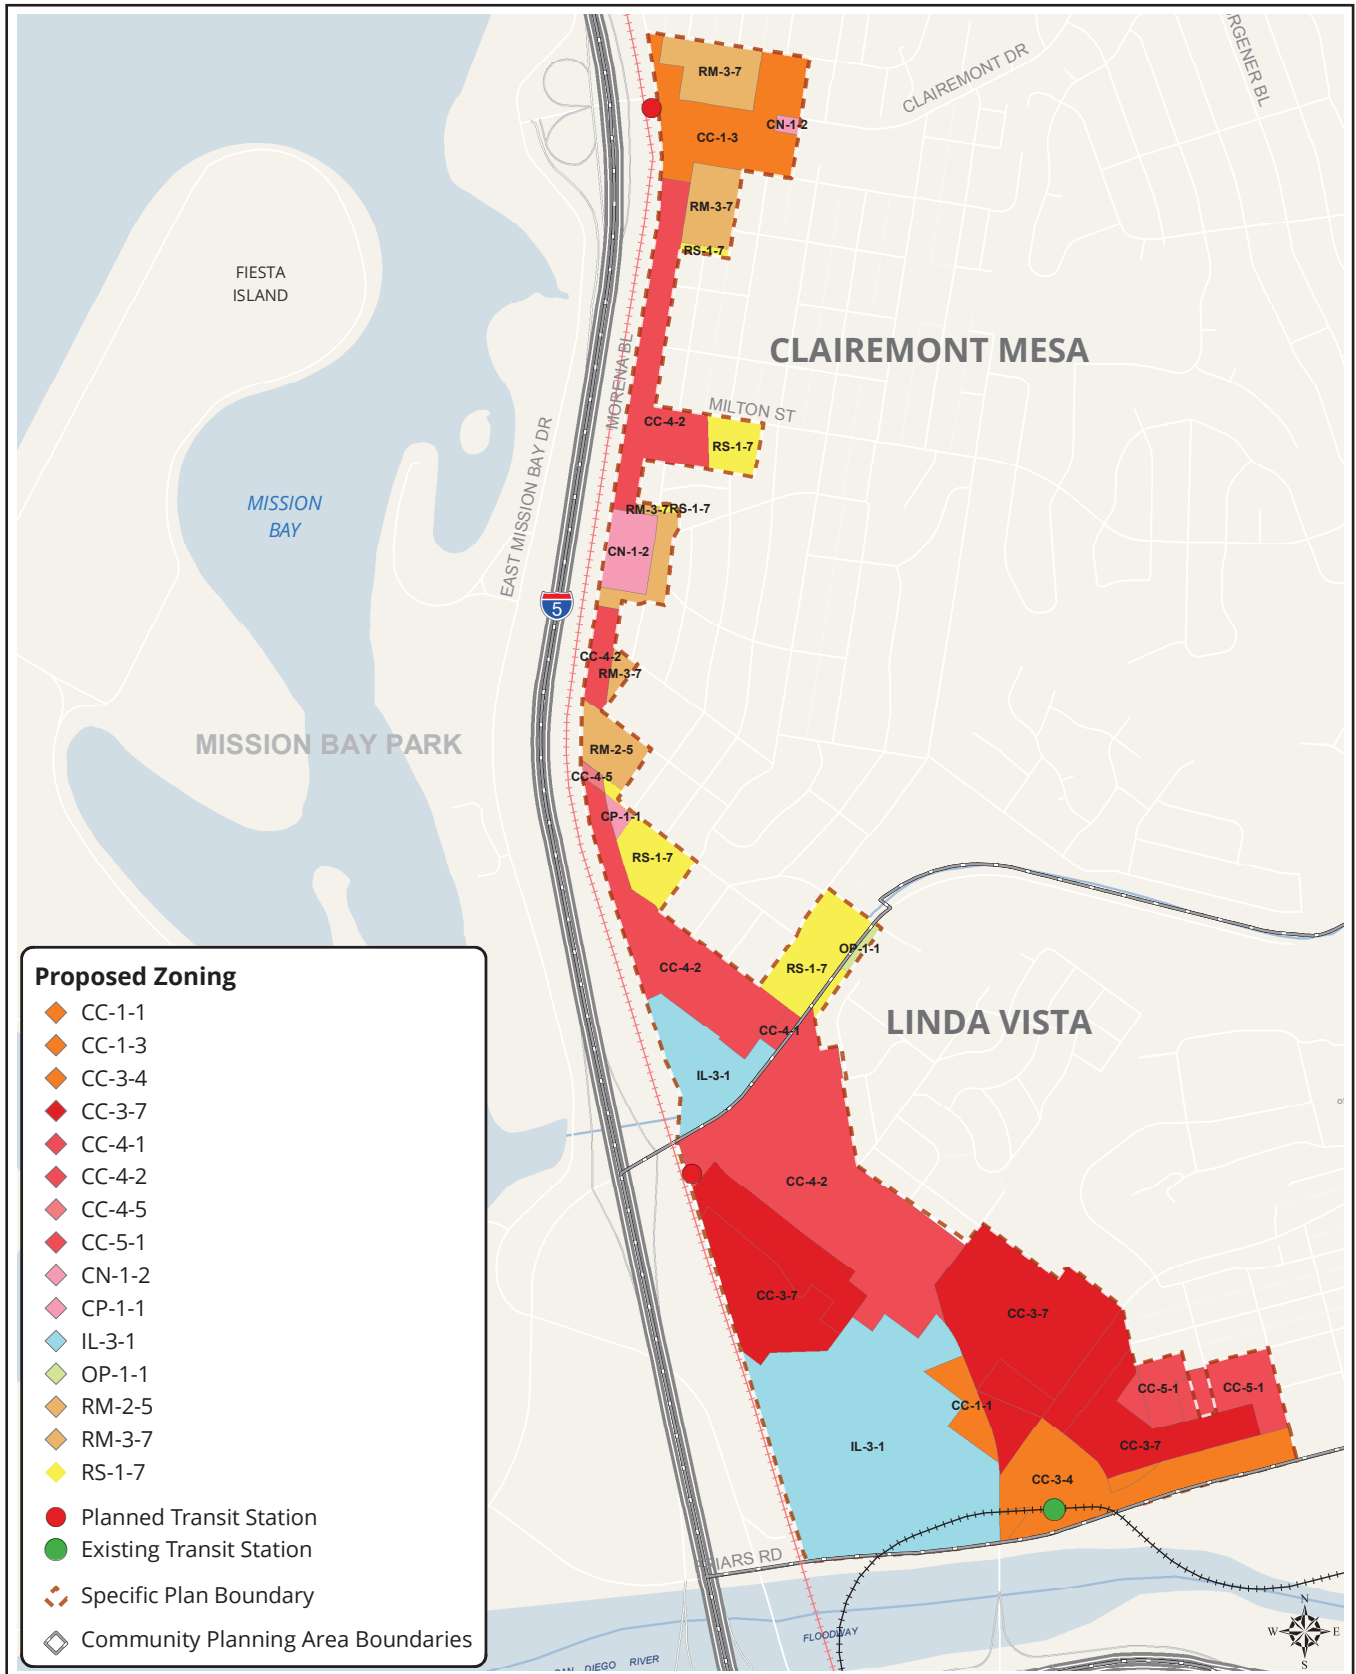 RGENER BL
CLAIREMONT DR
RM-3-7
CN-1-2
CC-1-3
RM-3-7
RS-1-7
FIESTA
ISLAND
CLAIREMONT MESA
MORENA BL
MILTON ST
CC-4-2
RS-1-7
EAST MISSION BAY DR
MISSION
BAY
RM-3-7
RS-1-7
CN-1-2
5
CC-4-2
RM-3-7
MISSION BAY PARK
RM-2-5
CC-4-5
CP-1-1
RS-1-7
OP-1-1
RS-1-7
CC-4-2
LINDA VISTA
CC-4-1
IL-3-1
CC-4-2
CC-3-7
CC-3-7
CC-5-1
CC-5-1
CC-1-1
CC-3-7
IL-3-1
CC-3-4
IARS RD
FLOODWAY
AN DIEGO RIVER
N
W
E
S
Proposed Zoning
CC-1-1
CC-1-3
CC-3-4
CC-3-7
CC-4-1
CC-4-2
CC-4-5
CC-5-1
CN-1-2
CP-1-1
IL-3-1
OP-1-1
RM-2-5
RM-3-7
RS-1-7
Planned Transit Station
Existing Transit Station
Specific Plan Boundary
Community Planning Area Boundaries